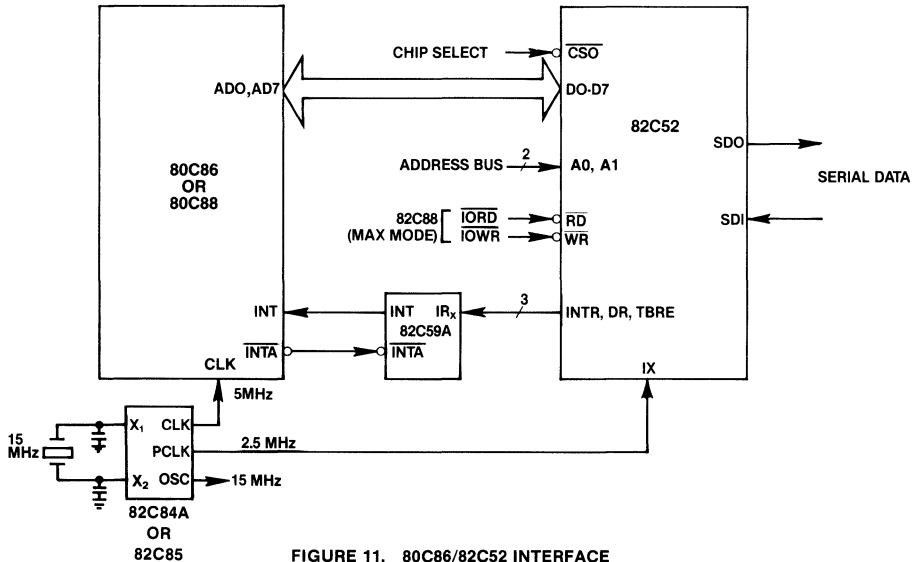 CHIP SELECT
CSO
ADO,AD7
DO-D7
82C52
80C86
OR
80C88
SDO
SERIAL DATA
SDI
ADDRESS BUS
2
A0, A1
82C88
(MAX MODE)
IORD
IOWR
RD
WR
INT
INT
IRX
82C59A
INTA
INTA
3
INTR, DR, TBRE
CLK
IX
5MHz
15
MHz
X1
CLK
PCLK
X2
OSC
2.5 MHz
15 MHz
82C84A
OR
82C85
FIGURE 11. 80C86/82C52 INTERFACE